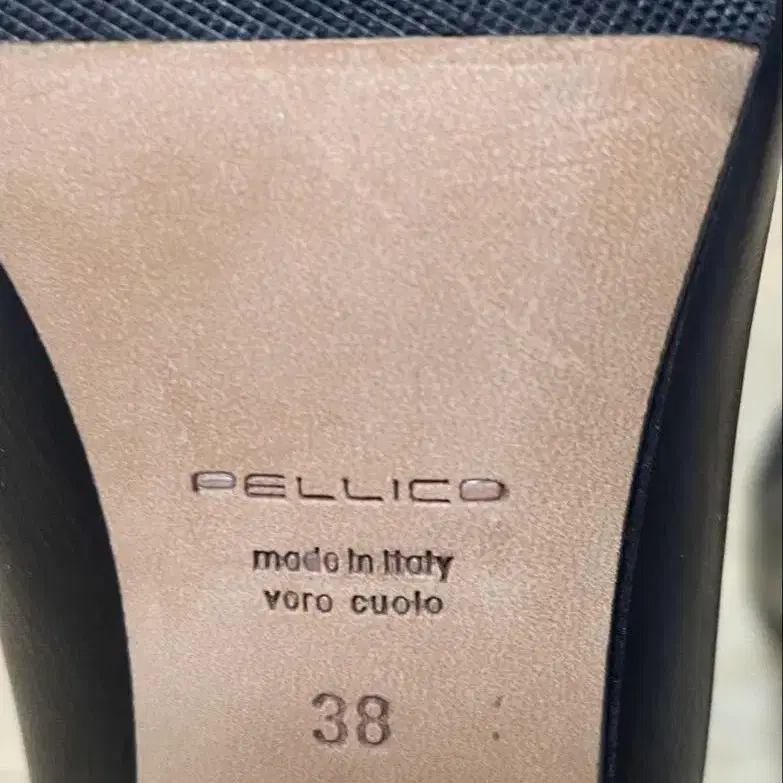 PELLICO
made in Italy
vero cuoio
38